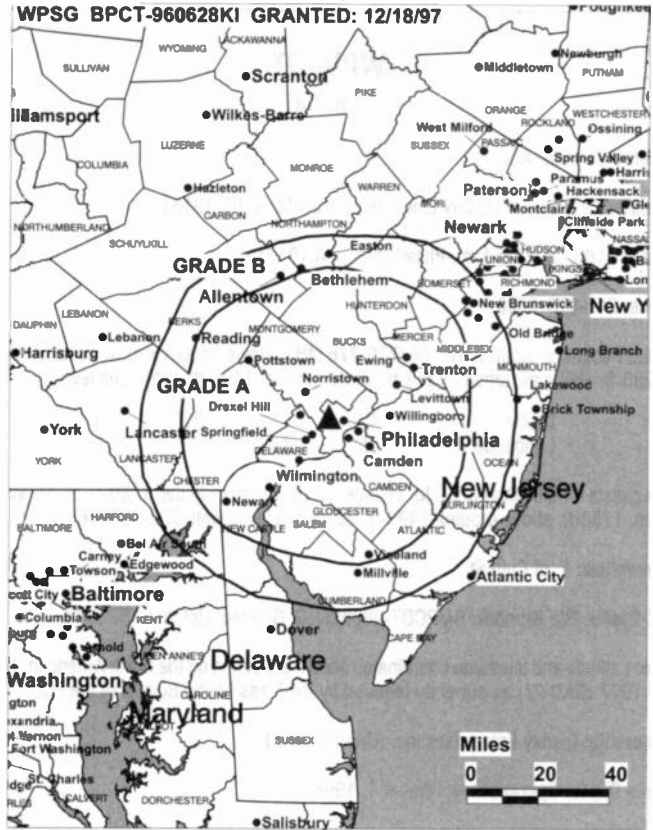 WPSG BPCT-960628KI GRANTED: 12/18/97
LACKAWANNA
WYOMING
SULLIVAN
Scranton
Middletown
Newburgh
PUTNAM
PIKE
ORANGE
WESTCHESTER
ROCKLAND
Ossining
Wilkes-Barre
West Milford
SUSSEX
PASSAIC
LUZERNE
Spring Valley
COLUMBIA
MONROE
Paramus
Hackensack
Hazleton
WARREN
Paterson
Montclair
CARBON
MORI
Cliffside Park
NORTHUMBERLAND
NORTHAMPTON
Newark
HUDSON
SCHUYLKILL
Easton
UNION
KINGS
GRADE B
Bethlehem
SOMERSET
RICHMOND
Allentown
HUNTERDON
New Brunswick
New Y
LEBANON
DAUPHIN
BERKS
MONTGOMERY
BUCKS
MERCER
MIDDLESEX
Old Bridge
Lebanon
Reading
Harrisburg
Pottstown
Ewing
Trenton
Long Branch
MONMOUTH
GRADE A
Norristown
Levittown
Lakewood
Drexel Hill
Willingboro
Brick Township
York
Lancaster
Springfield
Philadelphia
YORK
LANCASTER
DELAWARE
Camden
OCEAN
CHESTER
Wilmington
CAMDEN
New Jersey
Newark
BURLINGTON
BALTIMORE
HARFORD
NEW CASTLE
GLOUCESTER
SALEM
ATLANTIC
Bel Air South
Carney
Edgewood
Vineland
Towson
Millville
Atlantic City
Baltimore
CUMBERLAND
Columbia
KENT
Dover
CAPE MAY
Arnold
QUEEN ANNE'S
Delaware
Washington
CAROLINE
Maryland
Fort Washington
SUSSEX
Miles
St. Charles
CALVERT
DORCHESTER
0 20 40
Salisbury